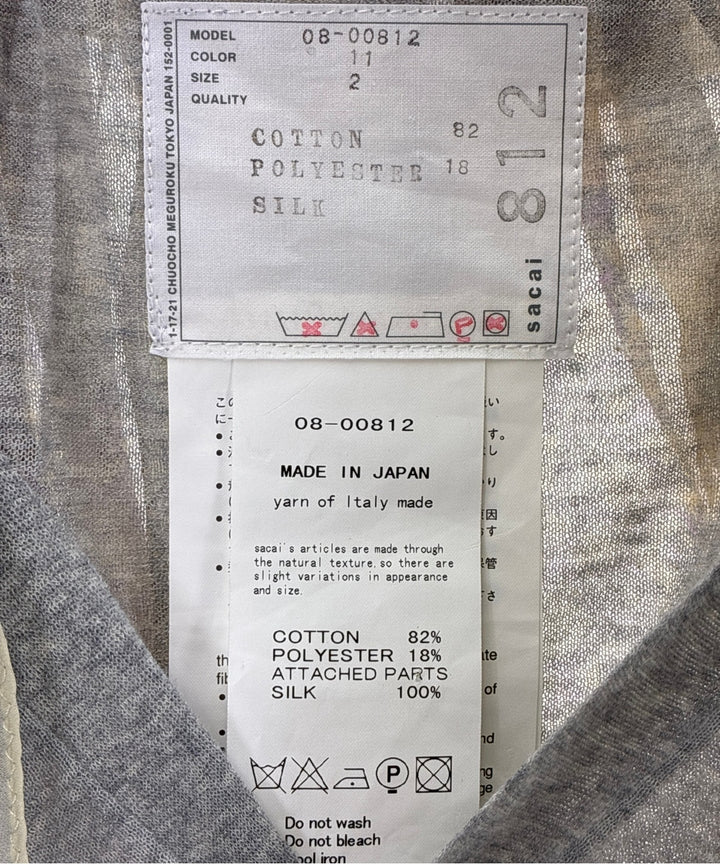 1-17-21 CHUOCHO MEGUROKU TOKYO JAPAN 152-0001
MODEL 08-00812
COLOR 11
SIZE 2
QUALITY
COTTON 82
POLYESTER 18
SILK
812
sacai
08-00812
MADE IN JAPAN
yarn of Italy made
sacai's articles are made through
the natural texture, so there are
slight variations in appearance
and size.
COTTON 82%
POLYESTER 18%
ATTACHED PARTS
SILK 100%
P
Do not wash
Do not bleach
iron